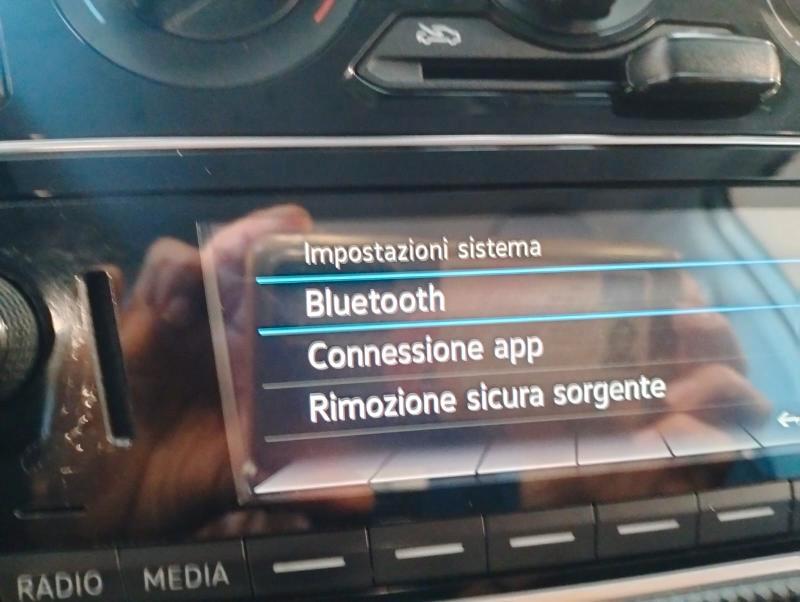 Impostazioni sistema
Bluetooth
Connessione app
Rimozione sicura sorgente
RADIO MEDIA